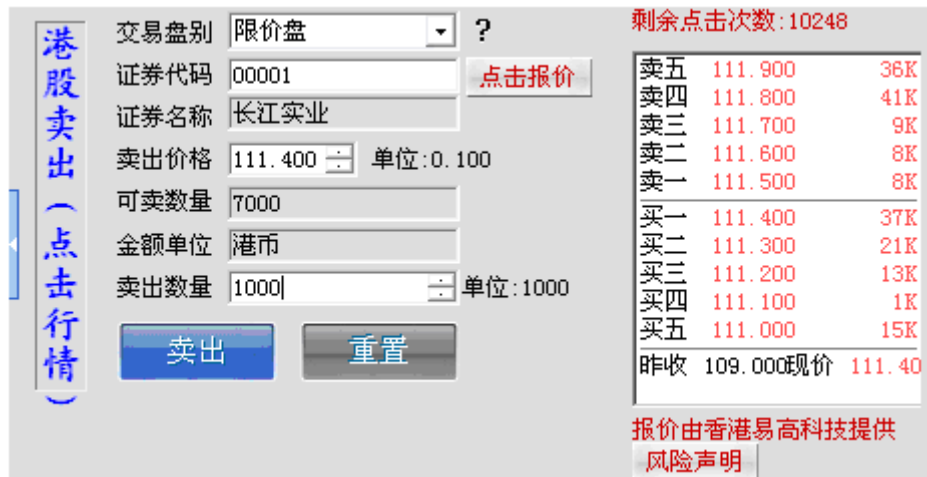 港股卖出（点击行情）
交易盘别 限价盘 ?
证券代码 00001 点击报价
证券名称 长江实业
卖出价格 111.400 单位:0.100
可卖数量 7000
金额单位 港币
卖出数量 1000 单位:1000
卖出 重置
剩余点击次数:10248
卖五 111.900 36K
卖四 111.800 41K
卖三 111.700 9K
卖二 111.600 8K
卖一 111.500 8K
买一 111.400 37K
买二 111.300 21K
买三 111.200 13K
买四 111.100 1K
买五 111.000 15K
昨收 109.000现价 111.40
报价由香港易高科技提供
风险声明